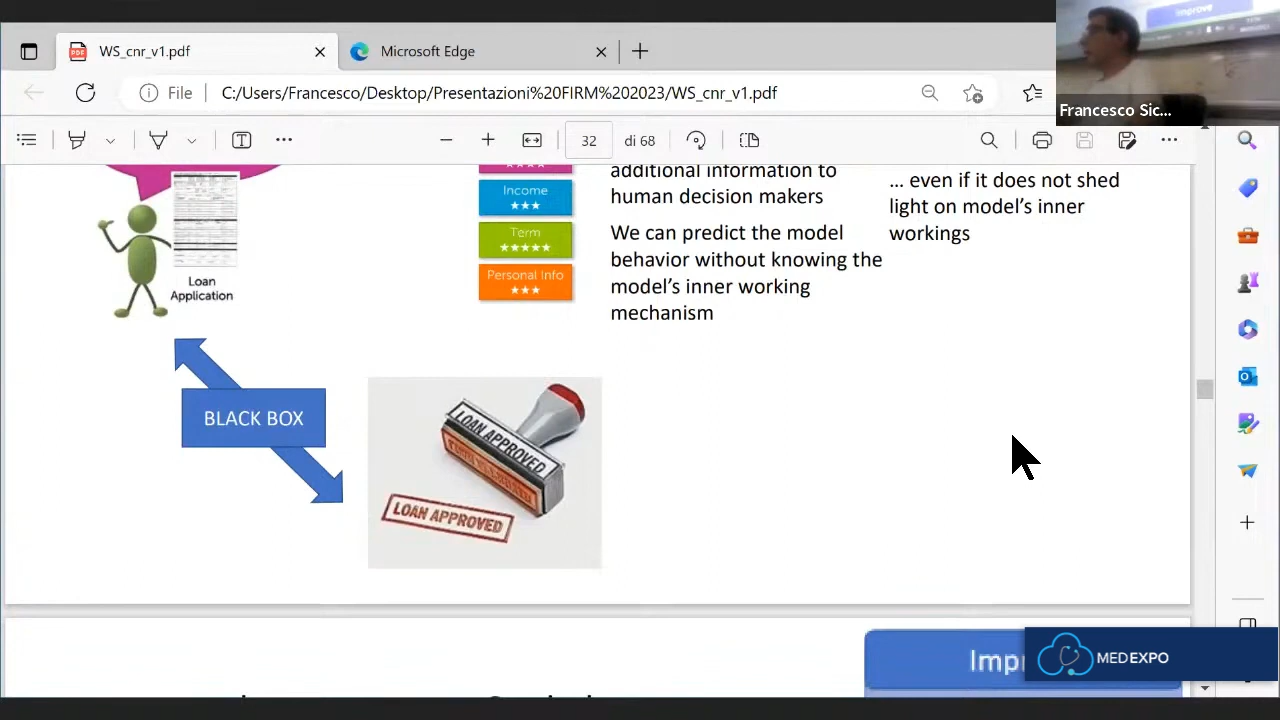 improve
WS_cnr_v1.pdf
Microsoft Edge
File
C:/Users/Francesco/Desktop/Presentazioni%20FIRM%202023/WS_cnr_v1.pdf
Francesco Sic...
32
di 68
additional information to
human decision makers
We can predict the model
behavior without knowing the
model's inner working
mechanism
... even if it does not shed
light on model's inner
workings
Income
Term
Personal Info
Loan
Application
BLACK BOX
LOAN APPROVED
LOAN APPROVED
Imp
MEDEXPO